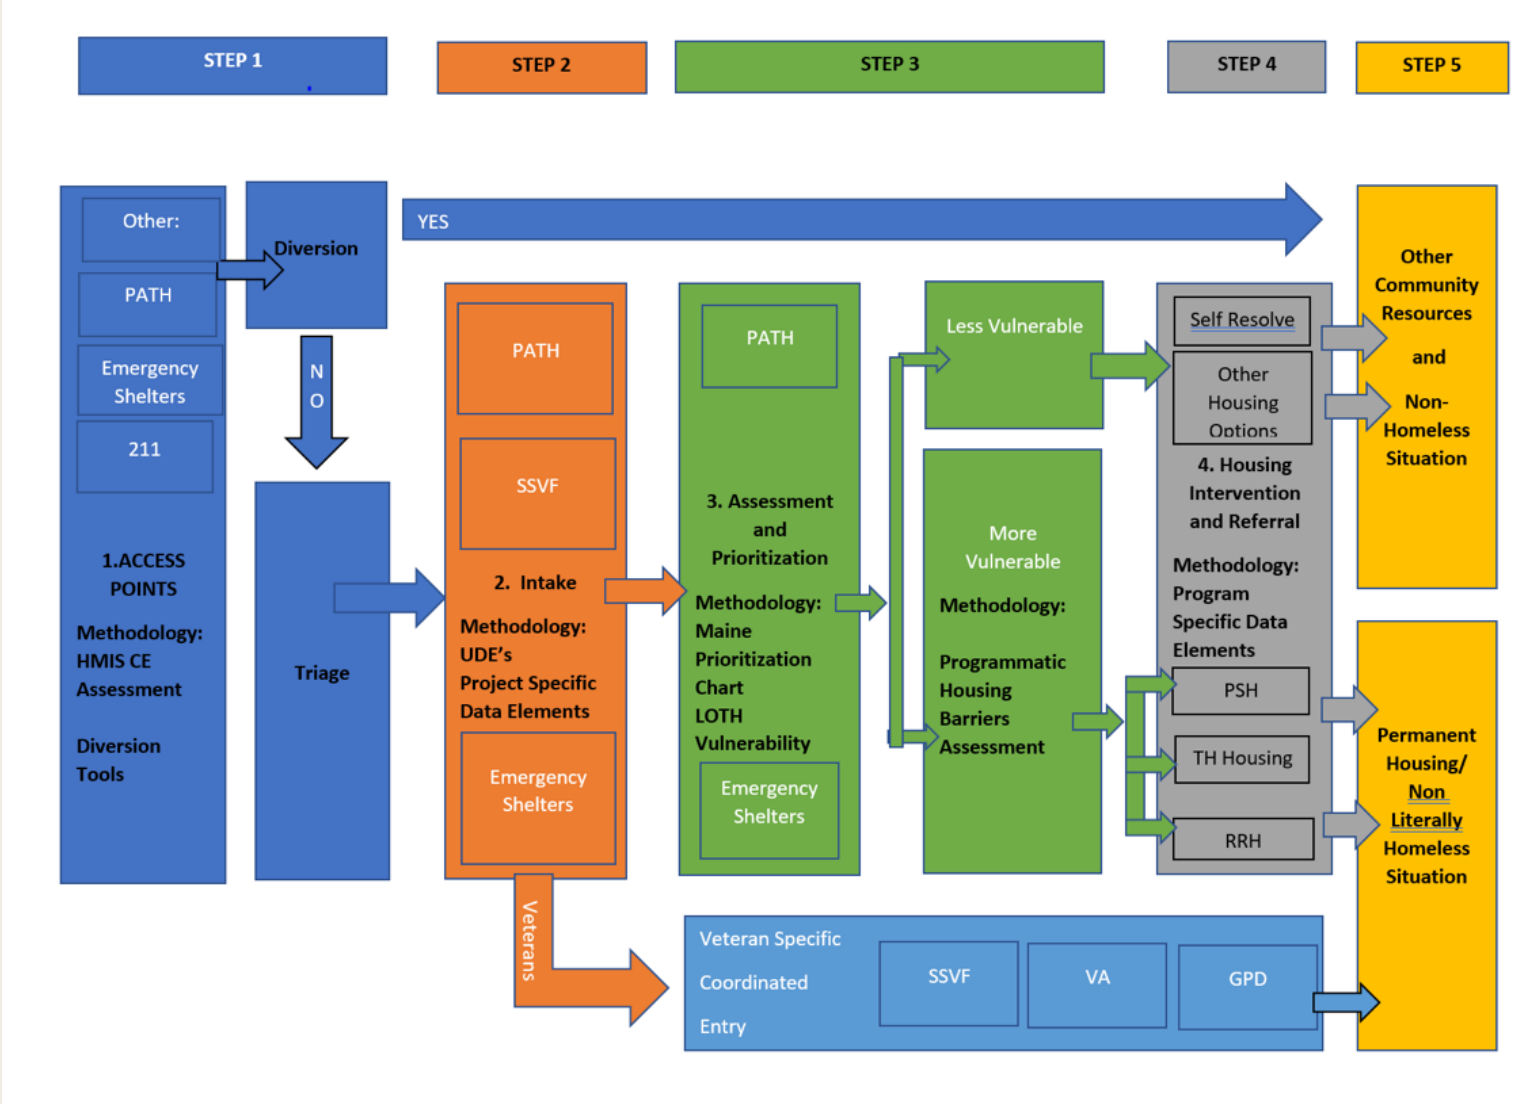 STEP 1
STEP 2
STEP 3
STEP 4
STEP 5
Other:
PATH
Emergency
Shelters
211
1.ACCESS
POINTS
Methodology:
HMIS CE
Assessment
Diversion
Tools
Diversion
YES
N
O
Triage
PATH
SSVF
2. Intake
Methodology:
UDE's
Project Specific
Data Elements
Emergency
Shelters
Veterans
PATH
3. Assessment
and
Prioritization
Methodology:
Maine
Prioritization
Chart
LOTH
Vulnerability
Emergency
Shelters
Less Vulnerable
More
Vulnerable
Methodology:
Programmatic
Housing
Barriers
Assessment
Self Resolve
Other
Housing
Options
4. Housing
Intervention
and Referral
Methodology:
Program
Specific Data
Elements
PSH
TH Housing
RRH
Other
Community
Resources
and
Non-
Homeless
Situation
Permanent
Housing/
Non
Literally
Homeless
Situation
Veteran Specific
Coordinated
Entry
SSVF
VA
GPD